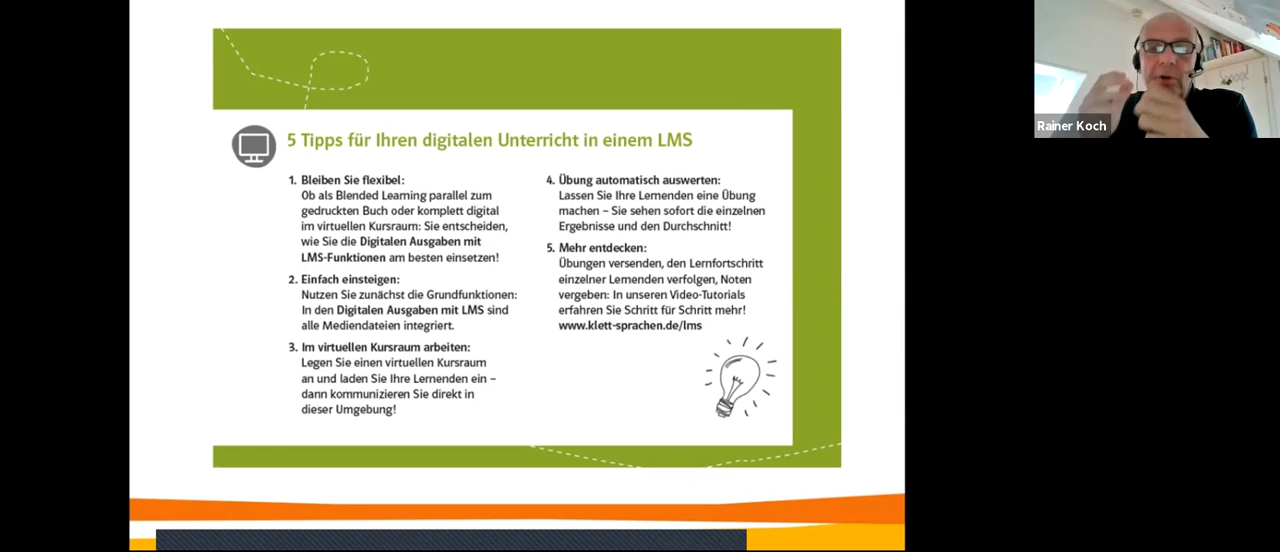 5 Tipps für Ihren digitalen Unterricht in einem LMS
1. Bleiben Sie flexibel:
Ob als Blended Learning parallel zum
gedruckten Buch oder komplett digital
im virtuellen Kursraum: Sie entscheiden,
wie Sie die Digitalen Ausgaben mit
LMS-Funktionen am besten einsetzen!
2. Einfach einsteigen:
Nutzen Sie zunächst die Grundfunktionen:
In den Digitalen Ausgaben mit LMS sind
alle Mediendateien integriert.
3. Im virtuellen Kursraum arbeiten:
Legen Sie einen virtuellen Kursraum
an und laden Sie Ihre Lernenden ein –
dann kommunizieren Sie direkt in
dieser Umgebung!
4. Übung automatisch auswerten:
Lassen Sie Ihre Lernenden eine Übung
machen – Sie sehen sofort die einzelnen
Ergebnisse und den Durchschnitt!
5. Mehr entdecken:
Übungen versenden, den Lernfortschritt
einzelner Lernenden verfolgen, Noten
vergeben: In unseren Video-Tutorials
erfahren Sie Schritt für Schritt mehr!
www.klett-sprachen.de/lms
Rainer Koch